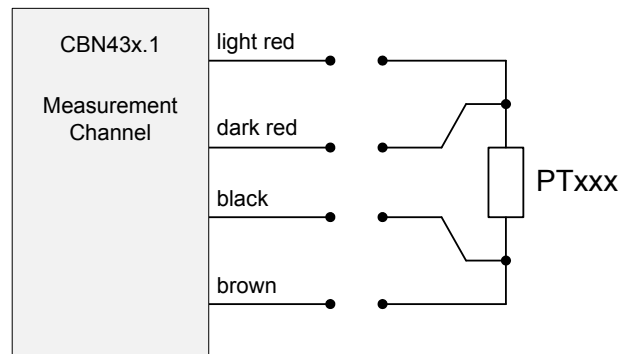 CBN43x.1
Measurement
Channel
light red
dark red
black
brown
PTxxx